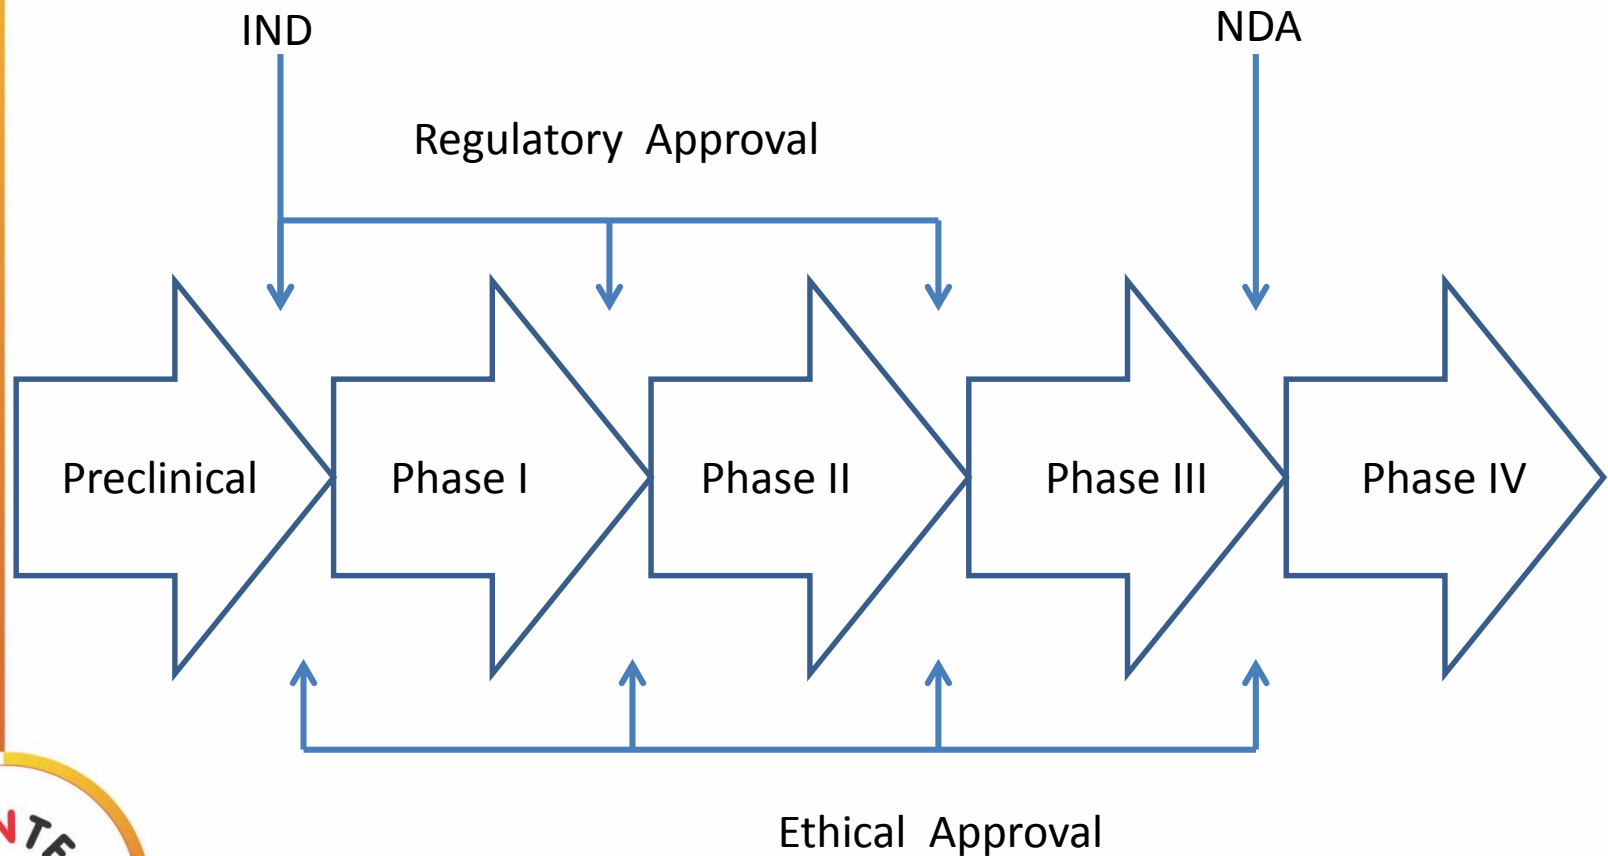 IND
NDA
Regulatory Approval
Preclinical
Phase I
Phase II
Phase III
Phase IV
Ethical Approval